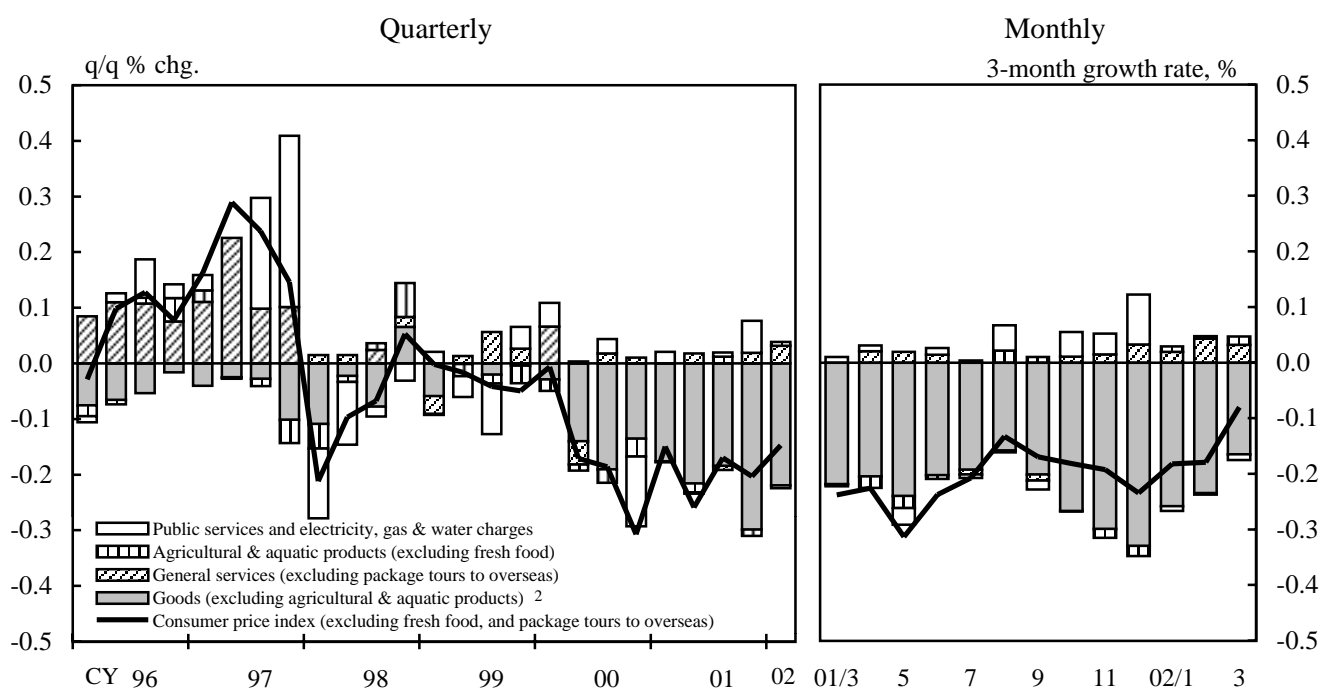 Quarterly
Monthly
q/q % chg.
3-month growth rate, %
0.5
0.4
0.3
0.2
0.1
0.0
-0.1
-0.2
-0.3
-0.4
-0.5
Public services and electricity, gas & water charges
Agricultural & aquatic products (excluding fresh food)
General services (excluding package tours to overseas)
Goods (excluding agricultural & aquatic products) 2
Consumer price index (excluding fresh food, and package tours to overseas)
0.5
0.4
0.3
0.2
0.1
0.0
-0.1
-0.2
-0.3
-0.4
-0.5
CY 96 97 98 99 00 01 02
01/3 5 7 9 11 02/1 3